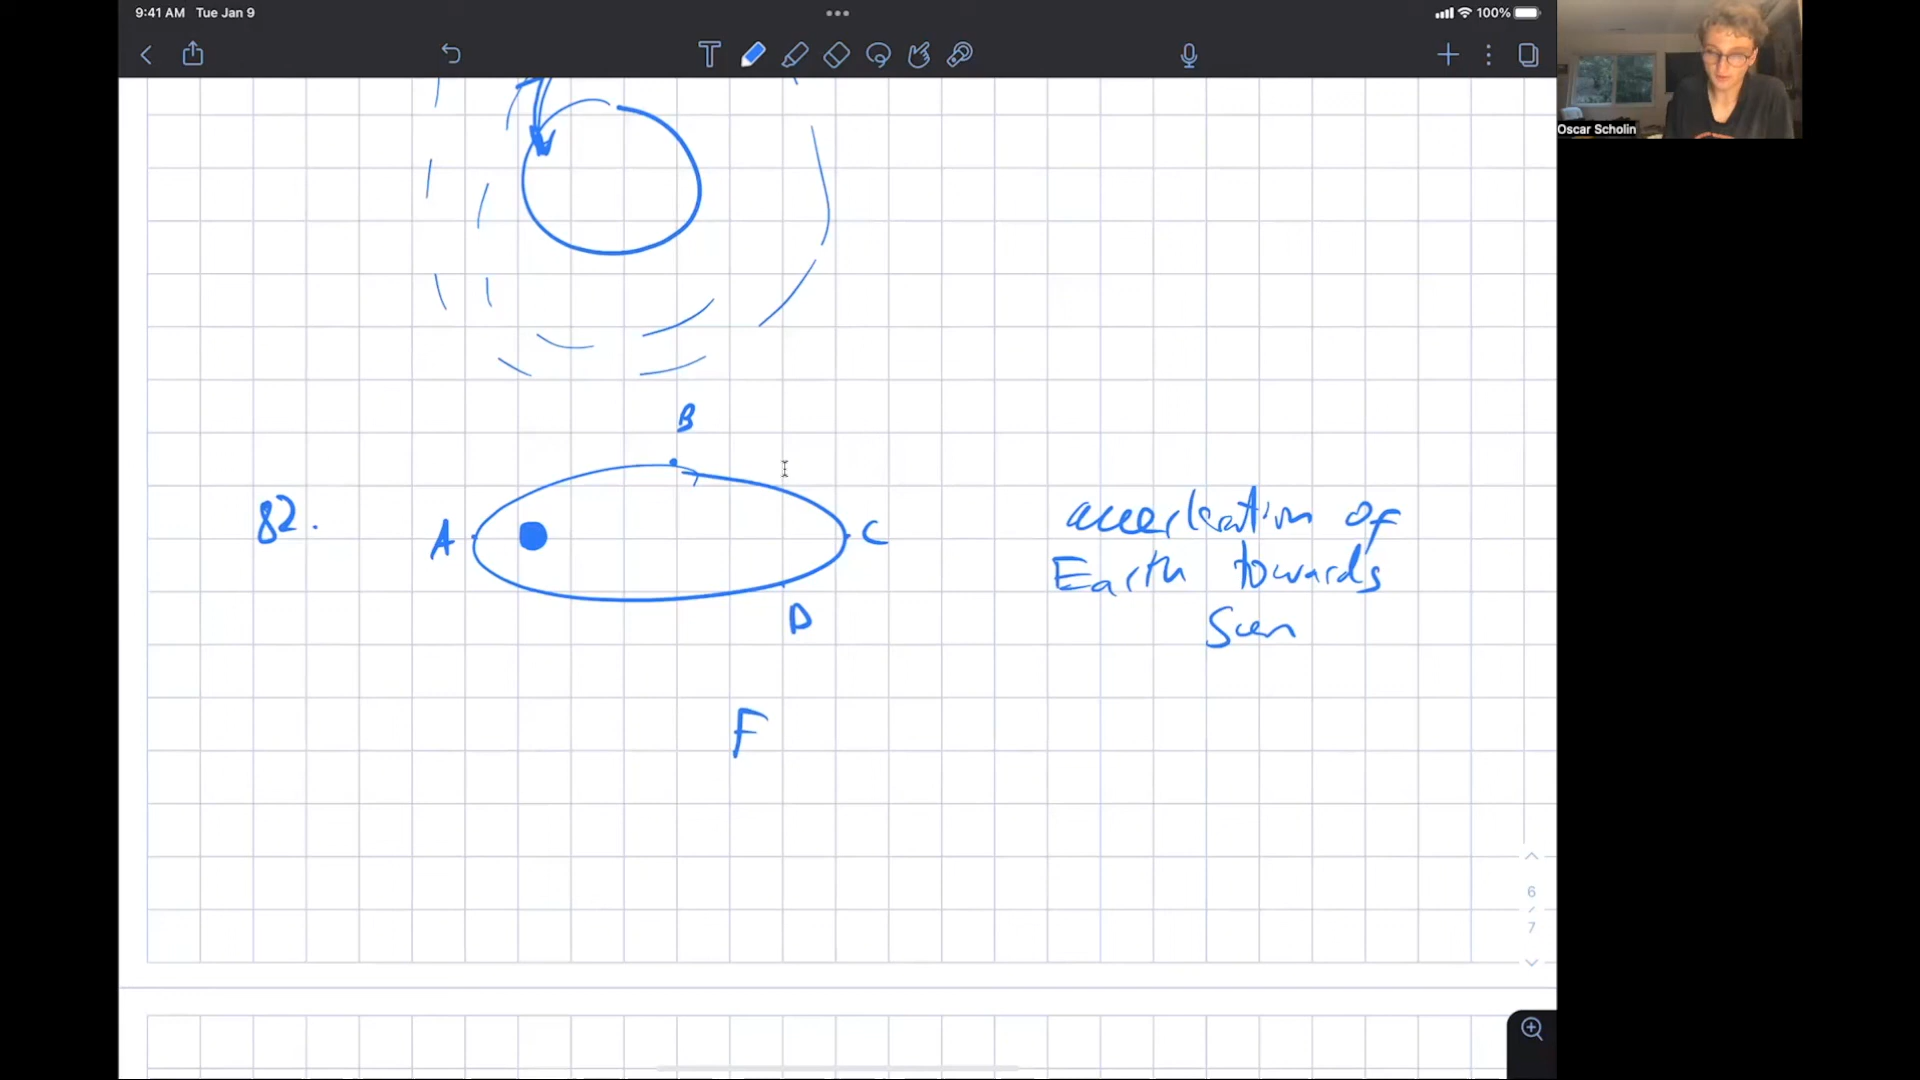 9:41 AM Tue Jan 9
100%
Oscar Scholin
B
82.
A
C
acceleration of
Earth towards
Sun
D
F
6
7